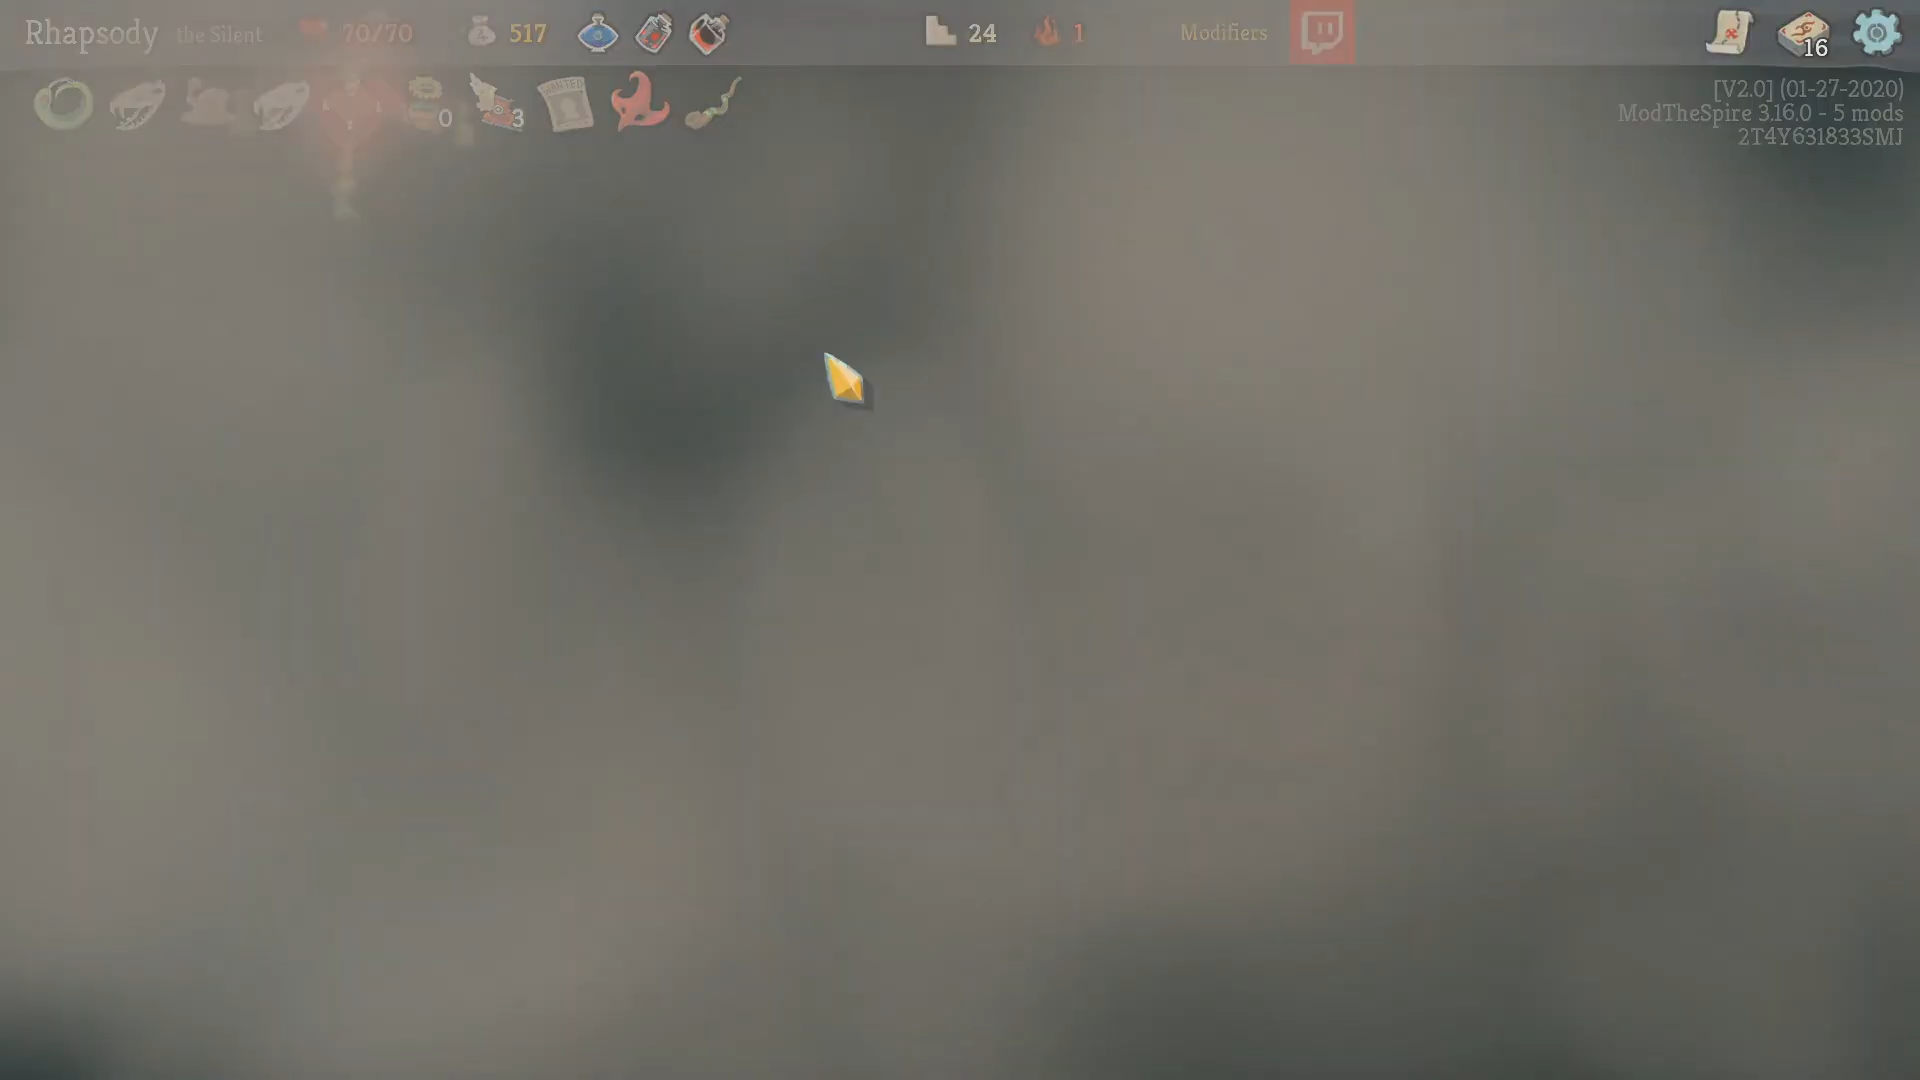 Rhapsody the Silent 70/70 517 24 1 Modifiers 16
0 3 WANTED
[V2.0] (01-27-2020)
ModTheSpire 3.16.0 - 5 mods
2T4Y631833SMJ